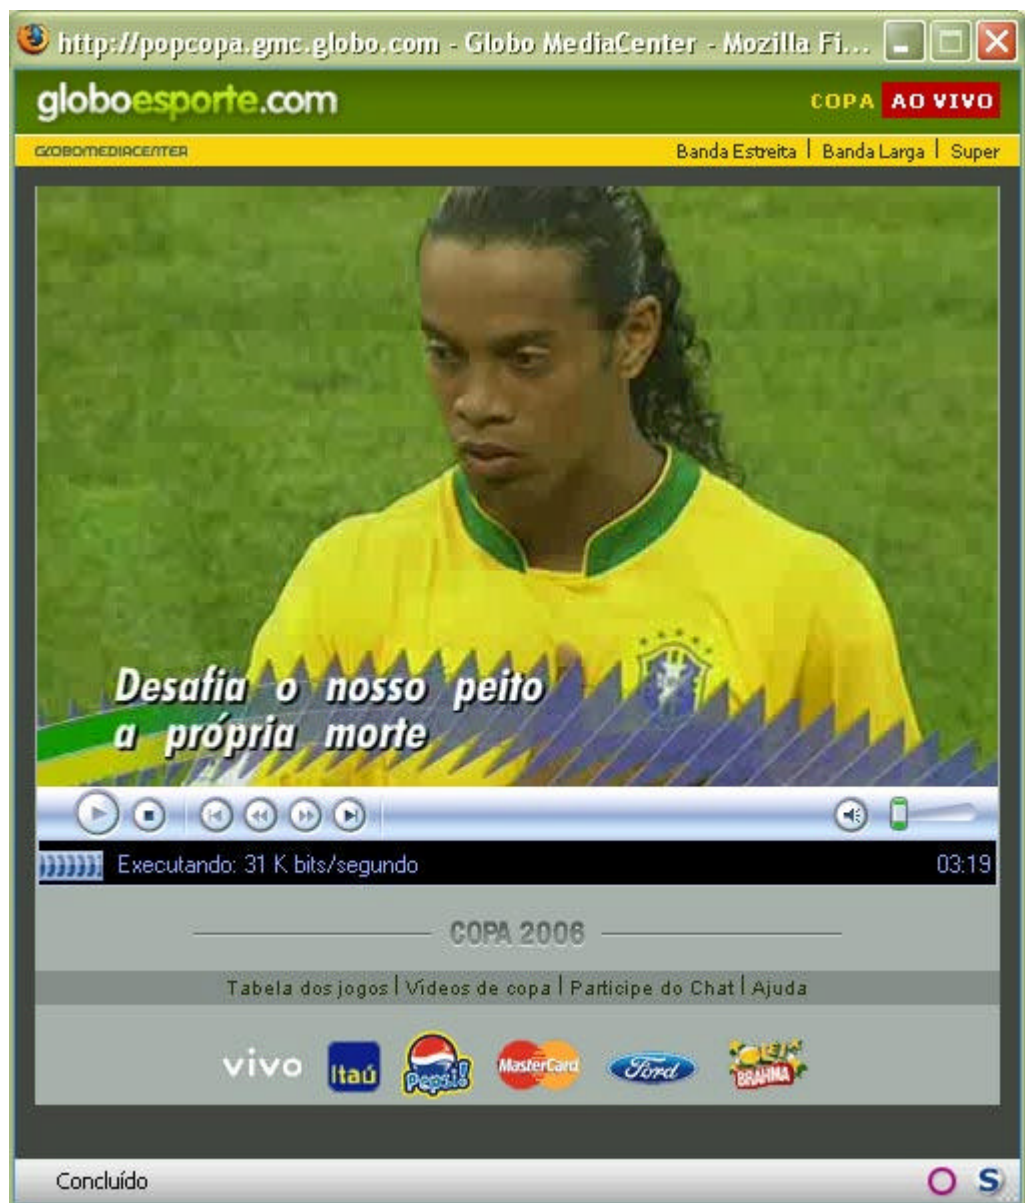 http://popcopa.gmc.globo.com - Globo MediaCenter - Mozilla Fi...
globoesporte.com
COPA AO VIVO
GLOBOMEDIACENTER
Banda Estreita | Banda Larga | Super
Desafia o nosso peito
a própria morte
Executando: 31 K bits/segundo 03:19
COPA 2006
Tabela dos jogos | Vídeos de copa | Participe do Chat | Ajuda
vivo Itaú Pepsi! MasterCard Ford BRAHMA
Concluído
S